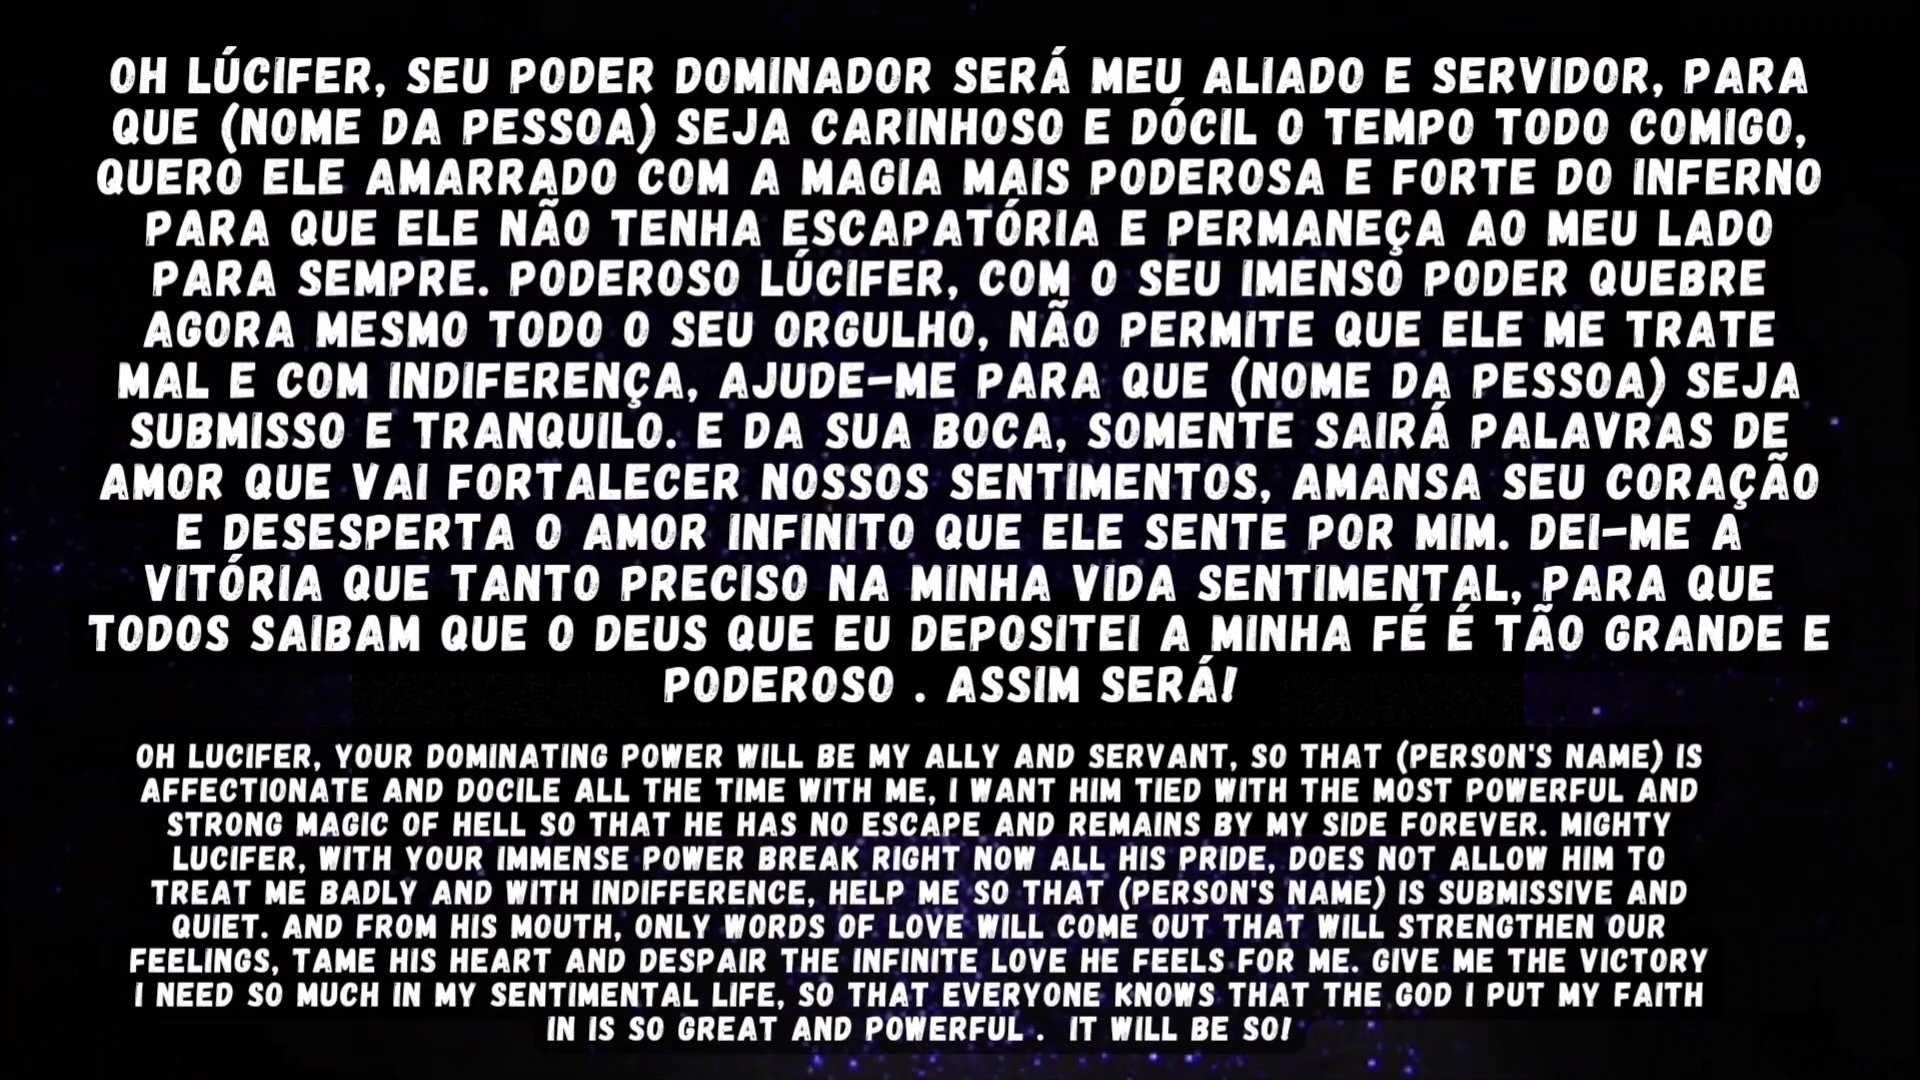 OH LÚCIFER, SEU PODER DOMINADOR SERÁ MEU ALIADO E SERVIDOR, PARA
QUE (NOME DA PESSOA) SEJA CARINHOSO E DÓCIL O TEMPO TODO COMIGO,
QUERO ELE AMARRADO COM A MAGIA MAIS PODEROSA E FORTE DO INFERNO
PARA QUE ELE NÃO TENHA ESCAPATÓRIA E PERMANEÇA AO MEU LADO
PARA SEMPRE. PODEROSO LÚCIFER, COM O SEU IMENSO PODER QUEBRE
AGORA MESMO TODO O SEU ORGULHO, NÃO PERMITE QUE ELE ME TRATE
MAL E COM INDIFERENÇA, AJUDE-ME PARA QUE (NOME DA PESSOA) SEJA
SUBMISSO E TRANQUILO. E DA SUA BOCA, SOMENTE SAIRÁ PALAVRAS DE
AMOR QUE VAI FORTALECER NOSSOS SENTIMENTOS, AMANSA SEU CORAÇÃO
E DESESPERTA O AMOR INFINITO QUE ELE SENTE POR MIM. DEI-ME A
VITÓRIA QUE TANTO PRECISO NA MINHA VIDA SENTIMENTAL, PARA QUE
TODOS SAIBAM QUE O DEUS QUE EU DEPOSITEI A MINHA FÉ É TÃO GRANDE E
PODEROSO . ASSIM SERÁ!
OH LUCIFER, YOUR DOMINATING POWER WILL BE MY ALLY AND SERVANT, SO THAT (PERSON'S NAME) IS
AFFECTIONATE AND DOCILE ALL THE TIME WITH ME, I WANT HIM TIED WITH THE MOST POWERFUL AND
STRONG MAGIC OF HELL SO THAT HE HAS NO ESCAPE AND REMAINS BY MY SIDE FOREVER. MIGHTY
LUCIFER, WITH YOUR IMMENSE POWER BREAK RIGHT NOW ALL HIS PRIDE, DOES NOT ALLOW HIM TO
TREAT ME BADLY AND WITH INDIFFERENCE, HELP ME SO THAT (PERSON'S NAME) IS SUBMISSIVE AND
QUIET. AND FROM HIS MOUTH, ONLY WORDS OF LOVE WILL COME OUT THAT WILL STRENGTHEN OUR
FEELINGS, TAME HIS HEART AND DESPAIR THE INFINITE LOVE HE FEELS FOR ME. GIVE ME THE VICTORY
I NEED SO MUCH IN MY SENTIMENTAL LIFE, SO THAT EVERYONE KNOWS THAT THE GOD I PUT MY FAITH
IN IS SO GREAT AND POWERFUL . IT WILL BE SO!